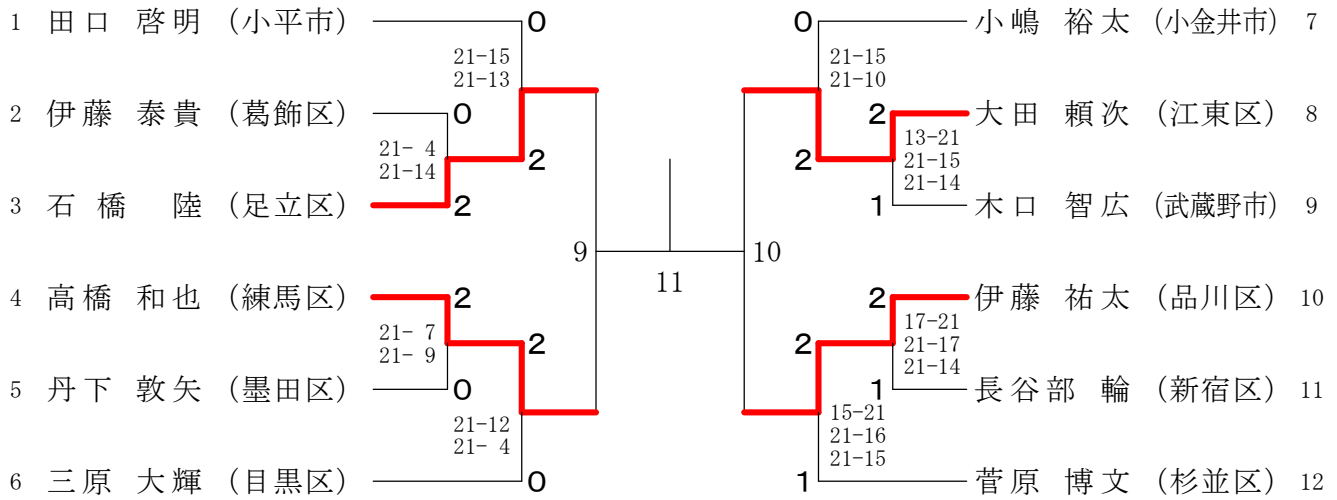 1 田口 啓明 (小平市) 0
21-15
21-13
2 伊藤 泰貴 (葛飾区) 0
21- 4
21-14
2
3 石橋 陸 (足立区) 2
9
4 高橋 和也 (練馬区) 2
21- 7
21- 9
2
5 丹下 敦矢 (墨田区) 0
21-12
21- 4
6 三原 大輝 (目黒区) 0
11
0 小嶋 裕太 (小金井市) 7
21-15
21-10
2 大田 頼次 (江東区) 8
13-21
21-15
21-14
2
1 木口 智広 (武蔵野市) 9
10
2 伊藤 祐太 (品川区) 10
17-21
21-17
21-14
2
1 長谷部 輪 (新宿区) 11
15-21
21-16
21-15
1 菅原 博文 (杉並区) 12